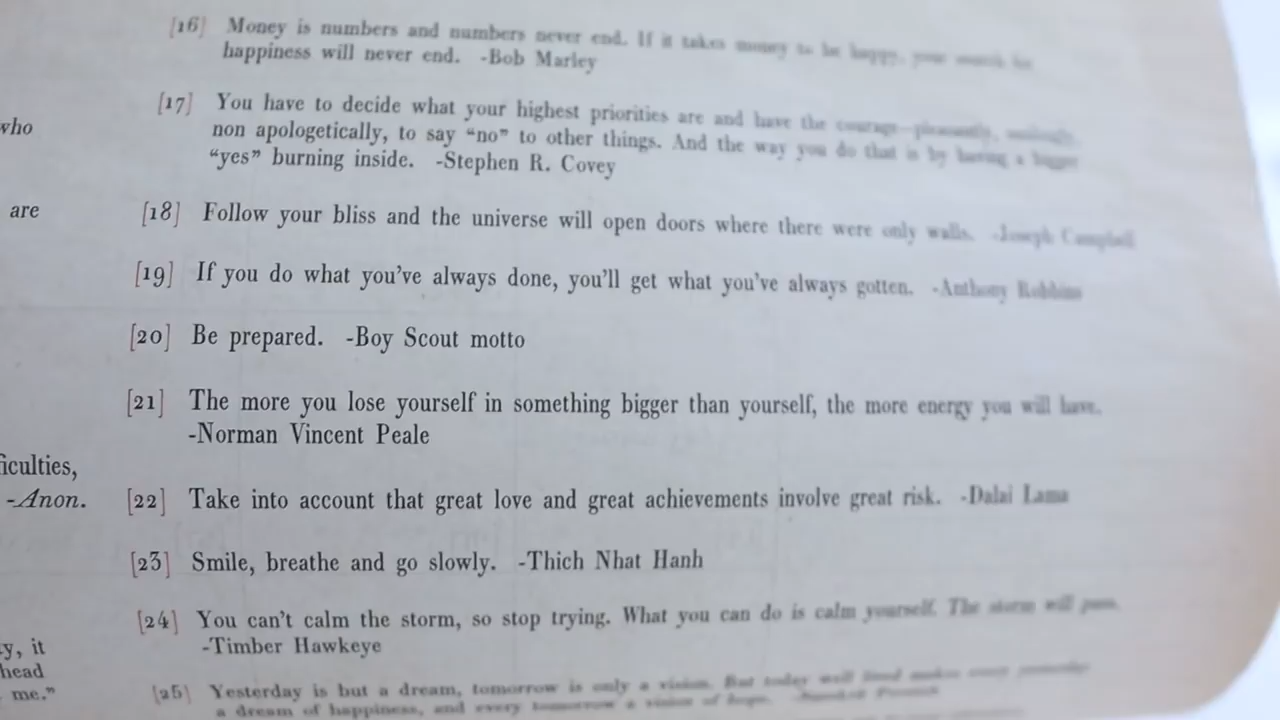 [16] Money is numbers and numbers never end. If it takes money to be happy, your search for
happiness will never end. -Bob Marley
who
[17] You have to decide what your highest priorities are and have the courage—pleasantly, smilingly,
non apologetically, to say “no” to other things. And the way you do that is by having a bigger
“yes” burning inside. -Stephen R. Covey
are
[18] Follow your bliss and the universe will open doors where there were only walls. -Joseph Campbell
[19] If you do what you’ve always done, you’ll get what you’ve always gotten. -Anthony Robbins
[20] Be prepared. -Boy Scout motto
[21] The more you lose yourself in something bigger than yourself, the more energy you will have.
-Norman Vincent Peale
iculties,
-Anon.
[22] Take into account that great love and great achievements involve great risk. -Dalai Lama
[23] Smile, breathe and go slowly. -Thich Nhat Hanh
[24] You can’t calm the storm, so stop trying. What you can do is calm yourself. The storm will pass.
-Timber Hawkeye
y, it
head
me.”
[25] Yesterday is but a dream, tomorrow is only a vision. But today well lived makes every yesterday
a dream of happiness, and every tomorrow a vision of hope.